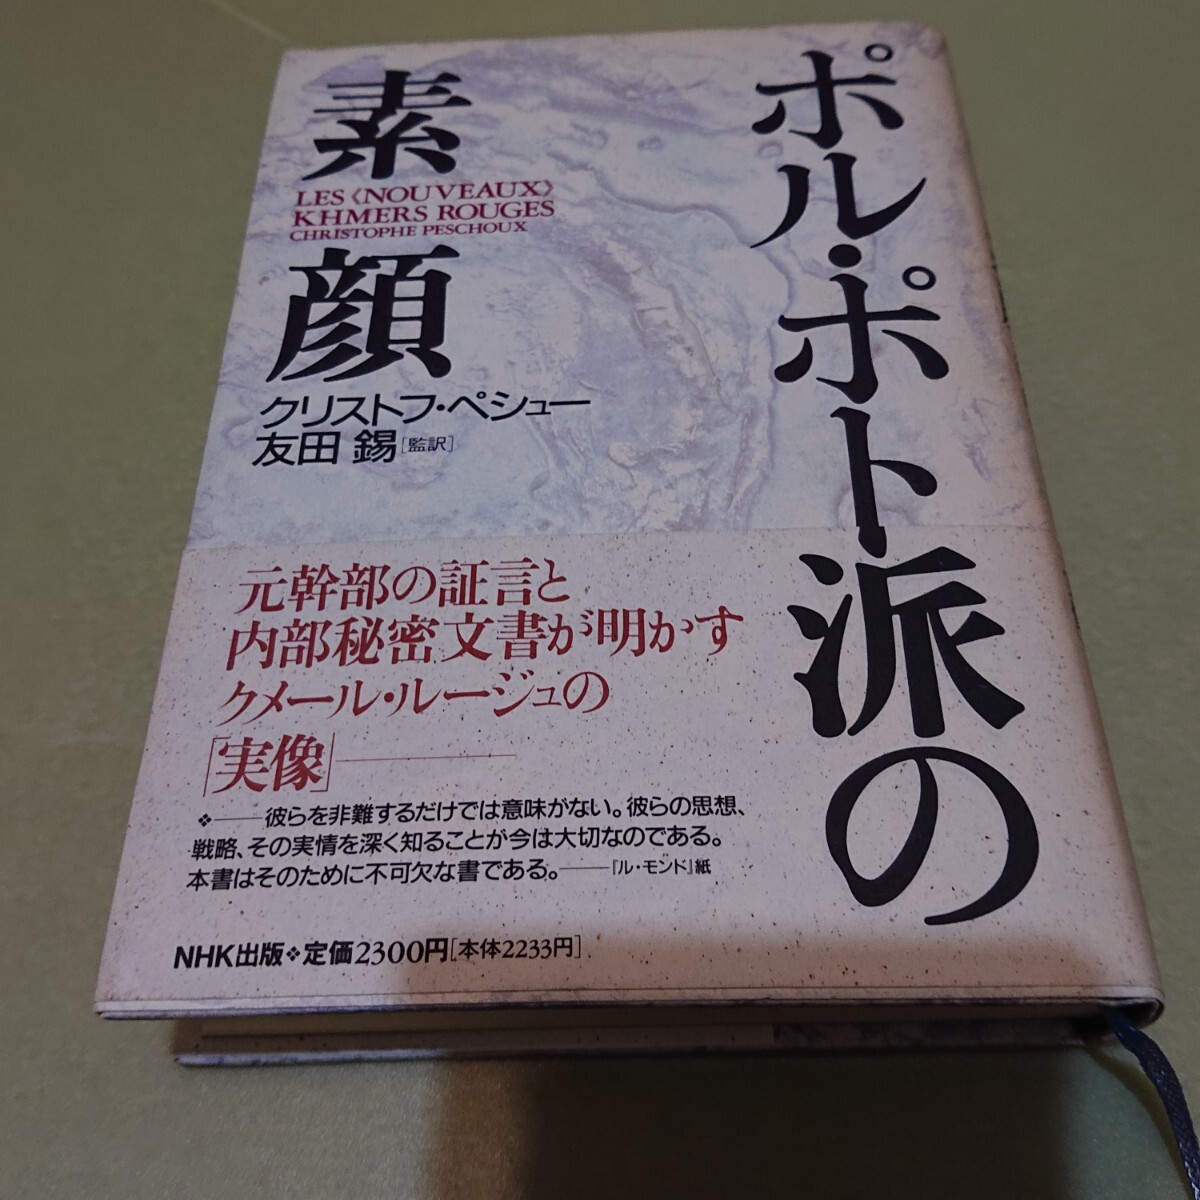 ポル・ポト派の
素顔
LES《NOUVEAUX》
KHMERS ROUGES
CHRISTOPHE PESCHOUX
クリストフ・ペシュー
友田 錫[監訳]
元幹部の証言と
内部秘密文書が明かす
クメール・ルージュの
「実像」――
❖――彼らを非難するだけでは意味がない。彼らの思想、
戦略、その実情を深く知ることが今は大切なのである。
本書はそのために不可欠な書である。――『ル・モンド』紙
NHK出版❖定価2300円[本体2233円]